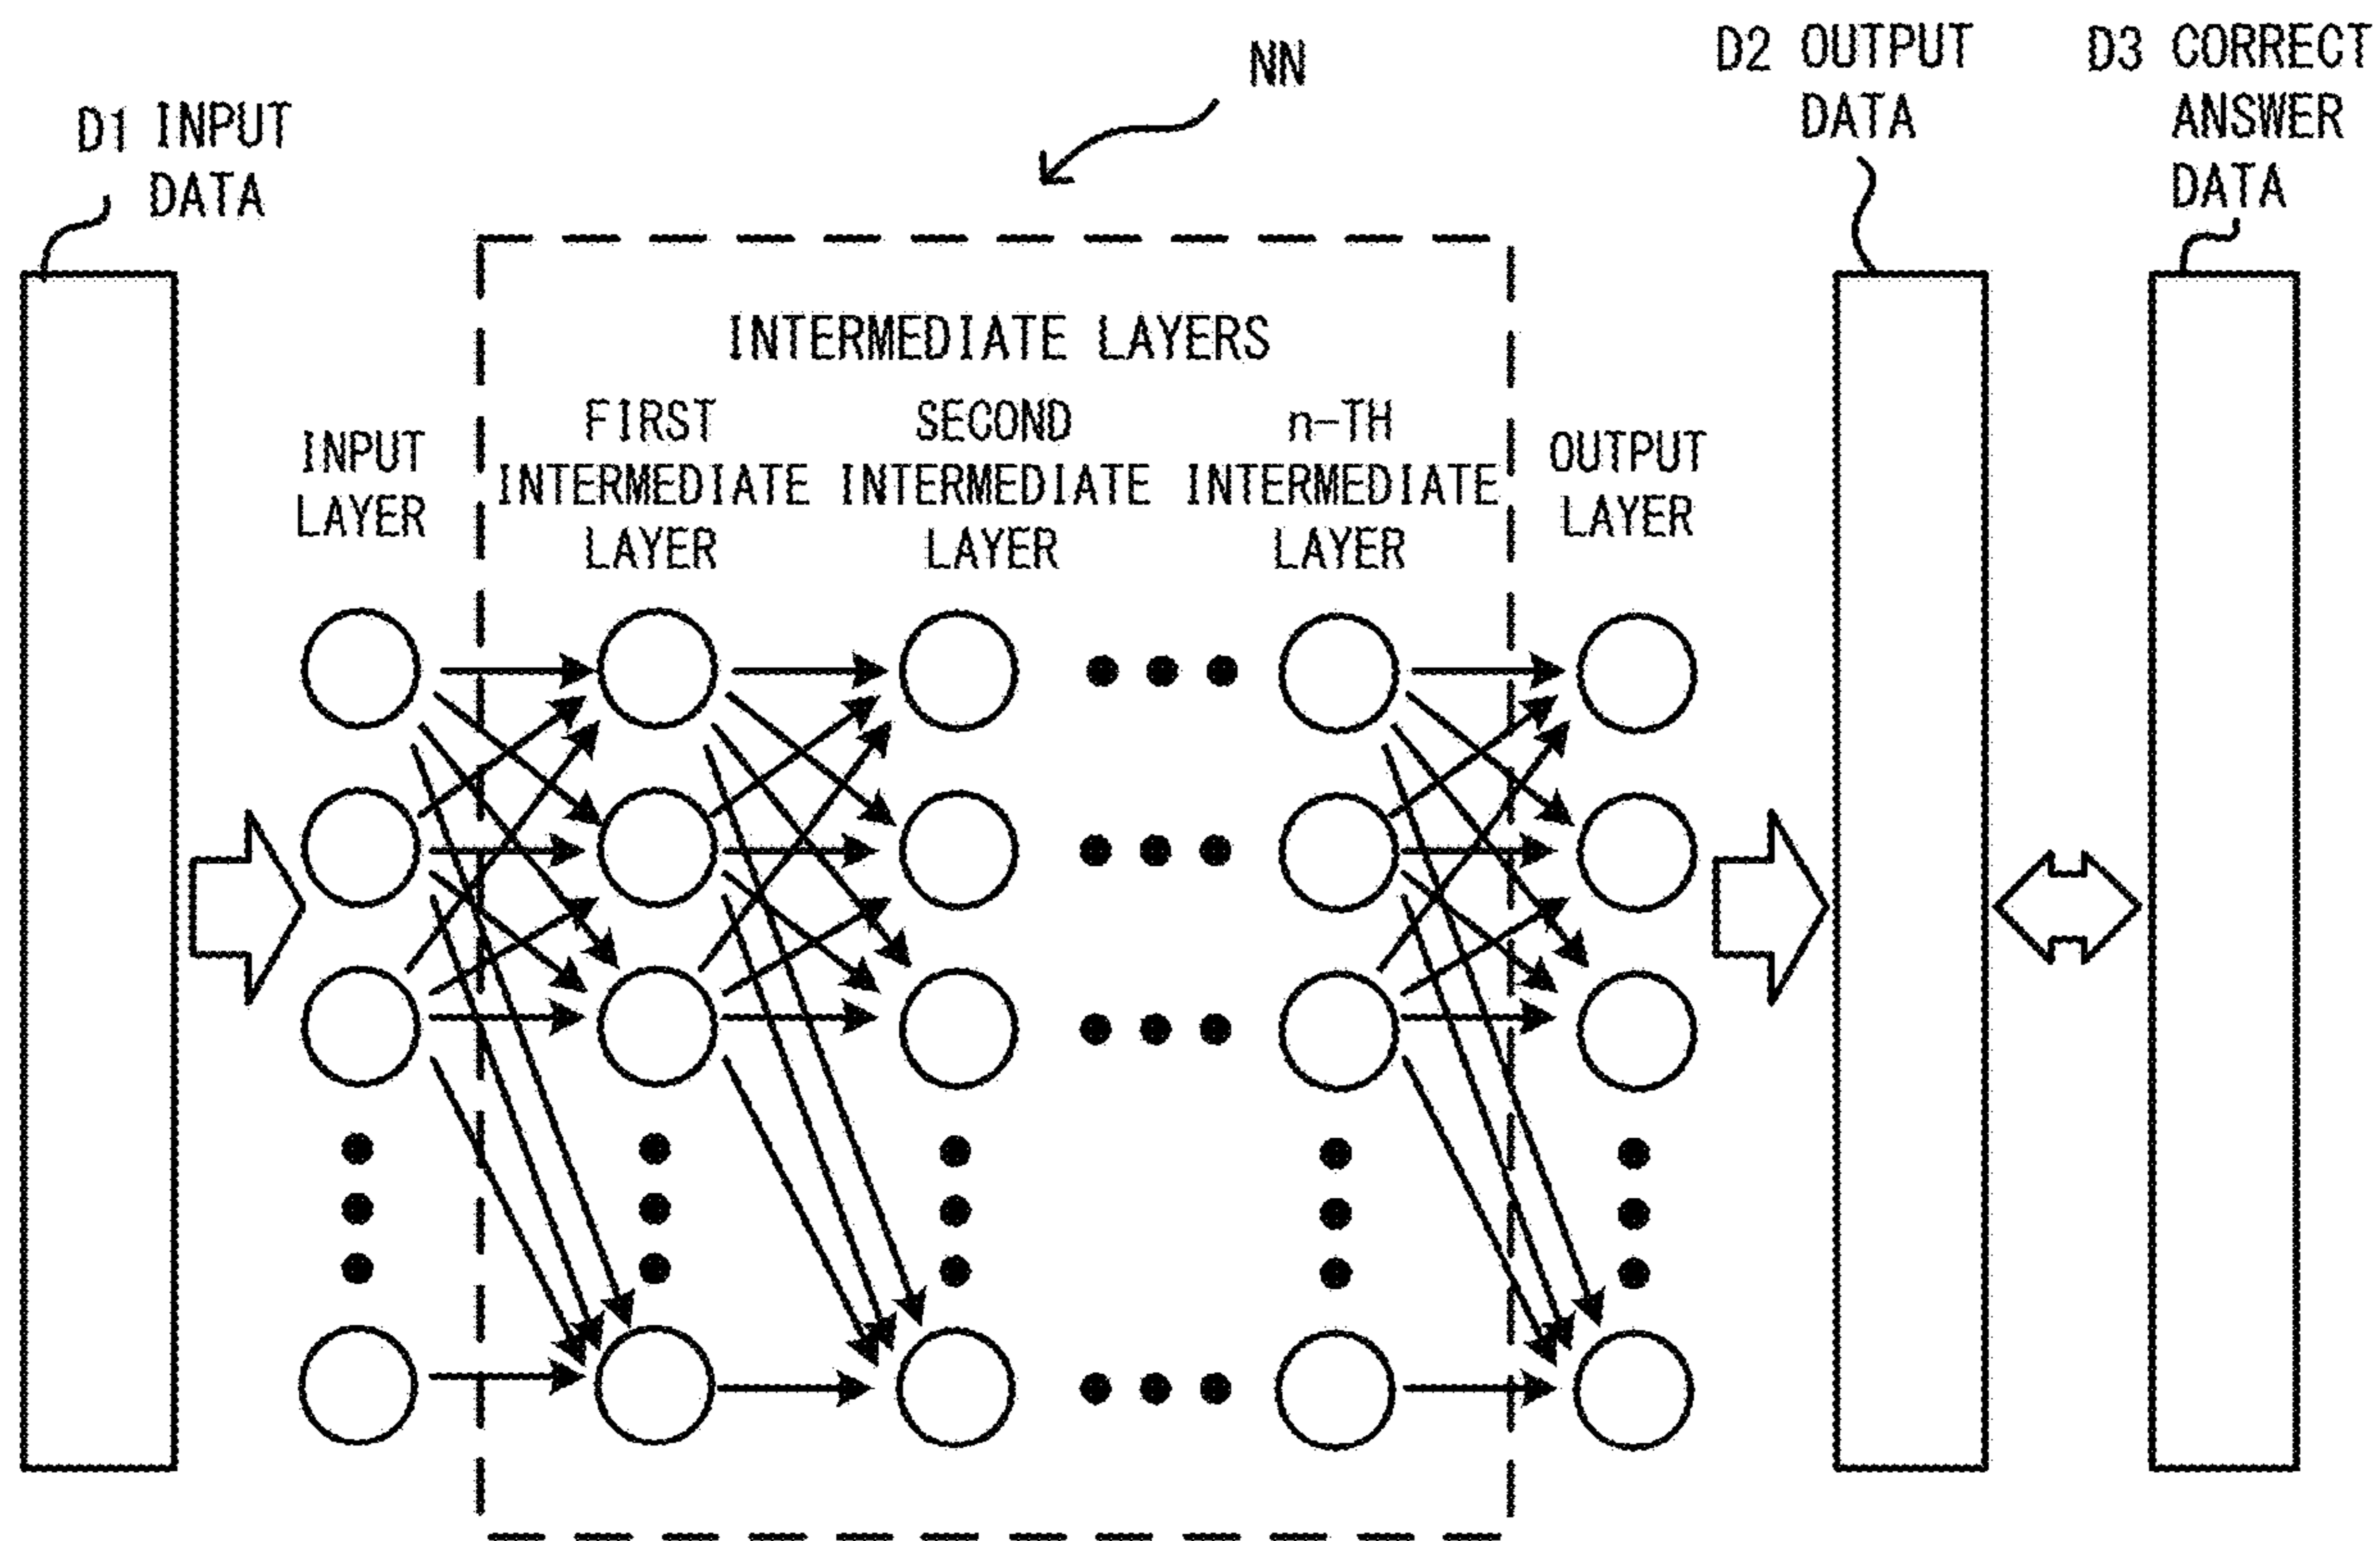 NN
D1 INPUT
DATA
D2 OUTPUT
DATA
D3 CORRECT
ANSWER
DATA
INTERMEDIATE LAYERS
INPUT
LAYER
FIRST
INTERMEDIATE
LAYER
SECOND
INTERMEDIATE
LAYER
n-TH
INTERMEDIATE
LAYER
OUTPUT
LAYER